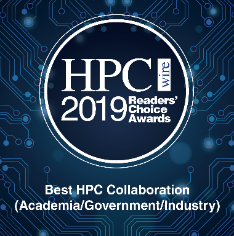 HPC wire
2019 Readers' Choice Awards
Best HPC Collaboration
(Academia/Government/Industry)